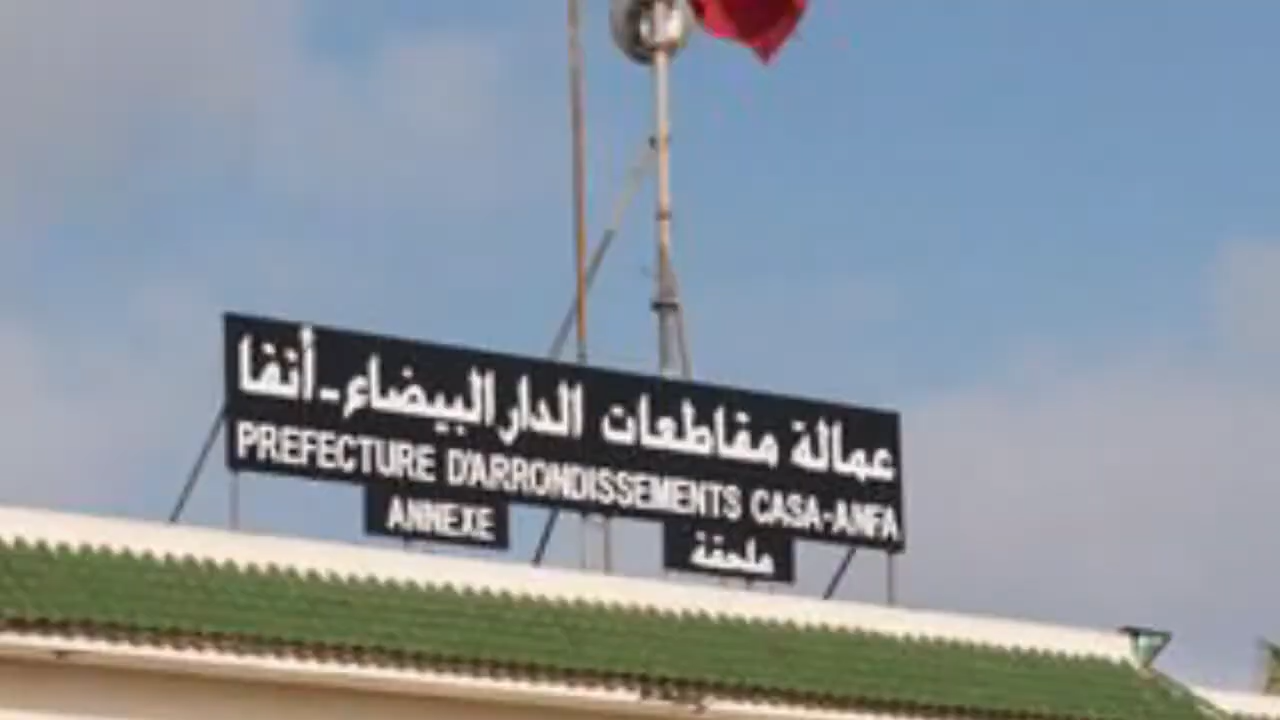 عمالة مقاطعات الدار البيضاء-أنفا
PREFECTURE D'ARRONDISSEMENTS CASA-ANFA
ANNEXE
ملحقة